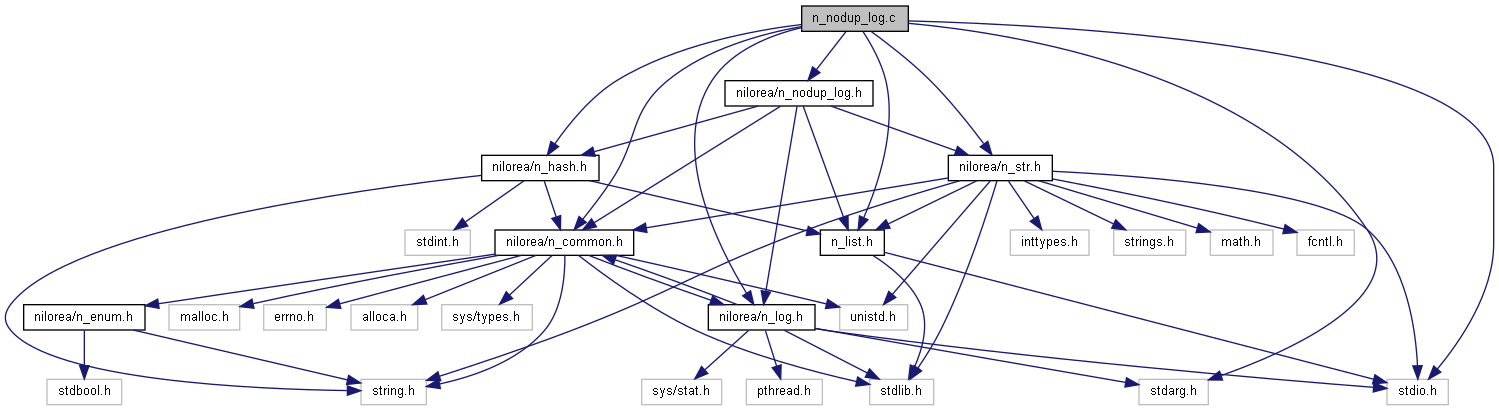 n_nodup_log.c
nilorea/n_nodup_log.h
nilorea/n_hash.h
nilorea/n_str.h
stdint.h
nilorea/n_common.h
n_list.h
inttypes.h
strings.h
math.h
fcntl.h
nilorea/n_enum.h
malloc.h
errno.h
alloca.h
sys/types.h
nilorea/n_log.h
unistd.h
stdbool.h
string.h
sys/stat.h
pthread.h
stdlib.h
stdarg.h
stdio.h